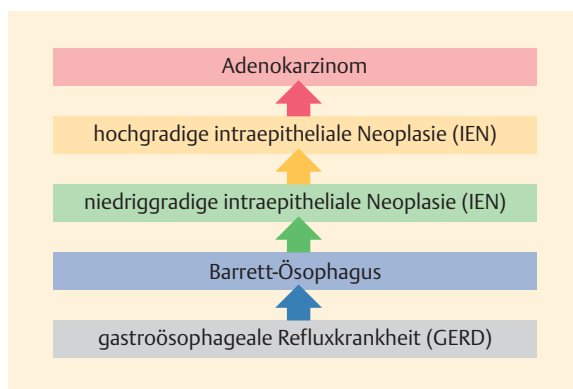 Adenokarzinom
hochgradige intraepitheliale Neoplasie (IEN)
niedriggradige intraepitheliale Neoplasie (IEN)
Barrett-Ösophagus
gastroösophageale Refluxkrankheit (GERD)